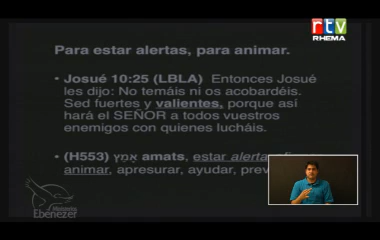 rtv
RHEMA
Para estar alertas, para animar.
• Josué 10:25 (LBLA) Entonces Josué
les dijo: No temáis ni os acobardéis.
Sed fuertes y valientes, porque así
hará el SEÑOR a todos vuestros
enemigos con quienes lucháis.
• (H553) אָמַץ amats, estar alerta
animar, apresurar, ayudar,
Ministerios
Ebenezer